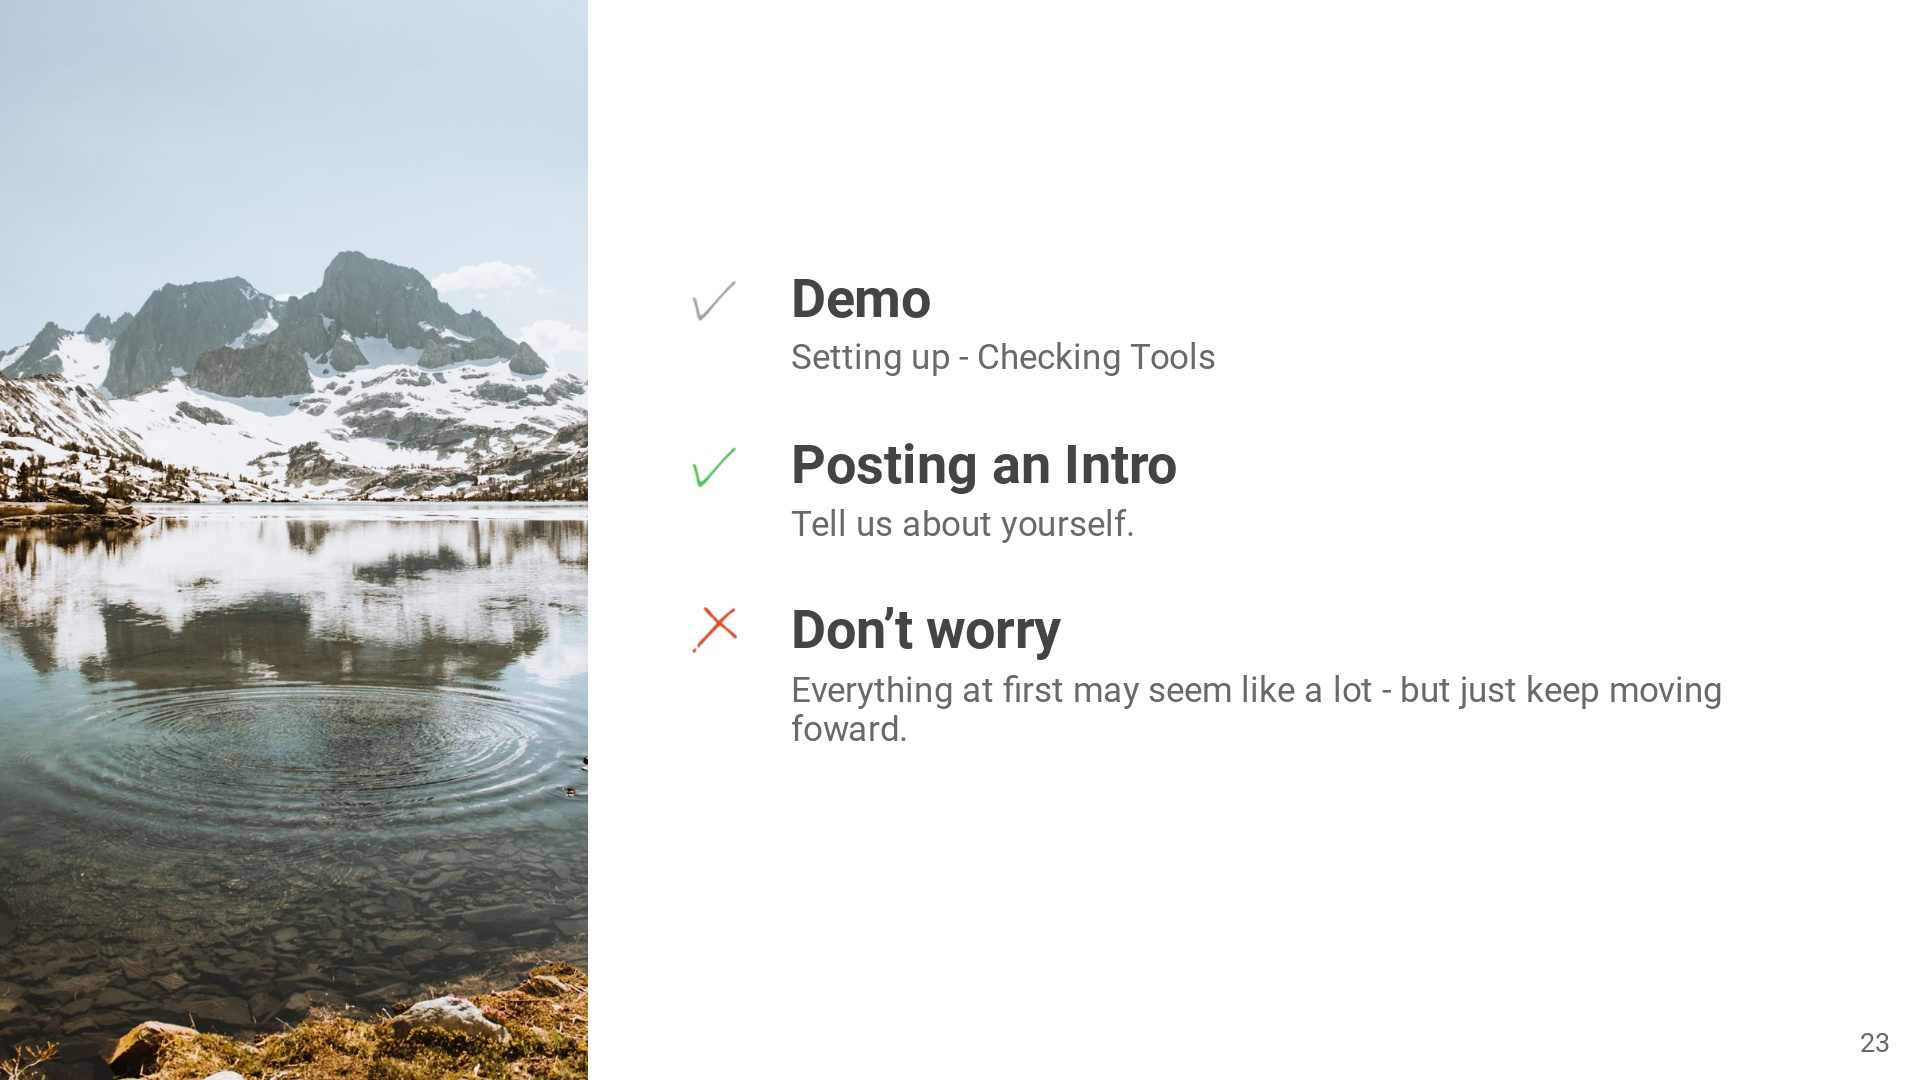 Demo
Setting up - Checking Tools
Posting an Intro
Tell us about yourself.
Don’t worry
Everything at first may seem like a lot - but just keep moving
foward.
23